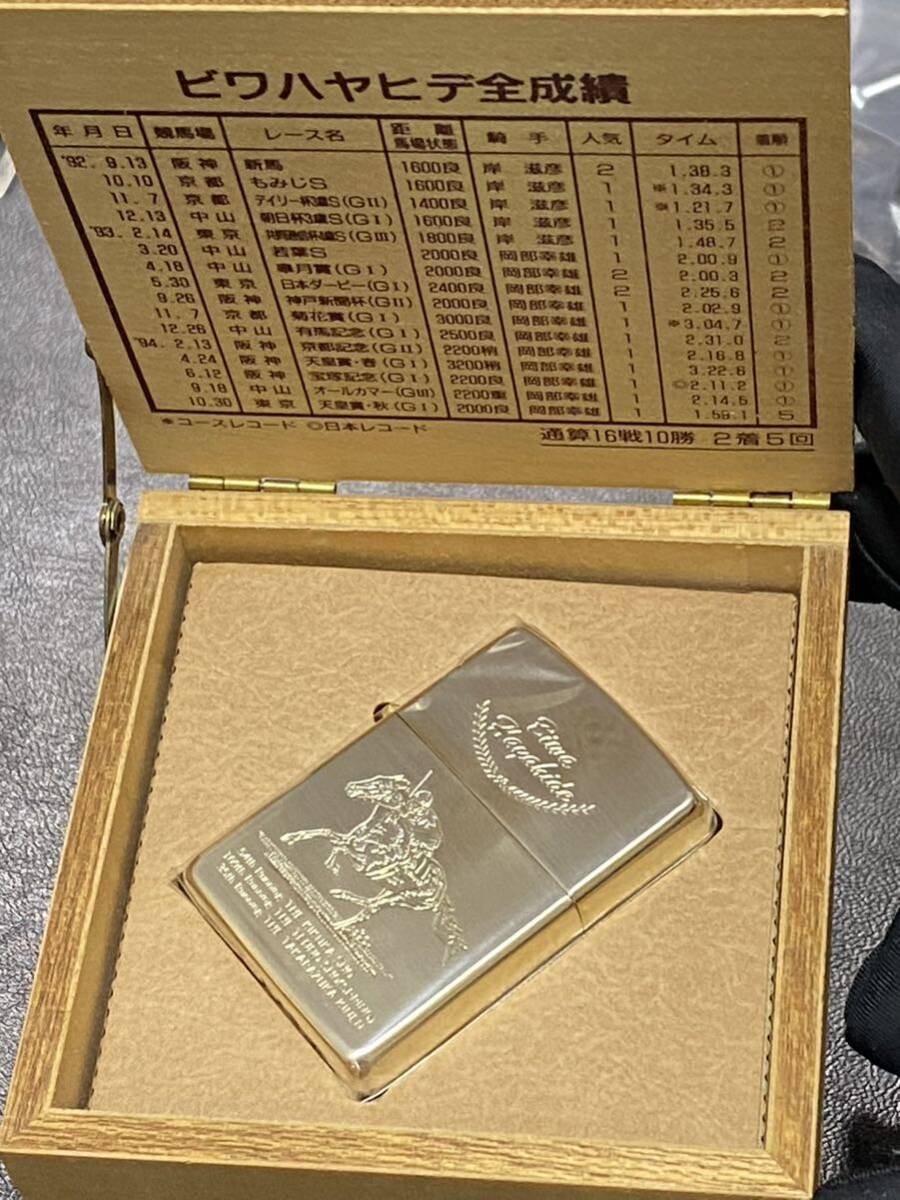 ビワハヤヒデ全成績
年月日 競馬場 レース名 距離 馬場状態 騎手 人気 タイム 着順
'92. 9.13 阪神 新馬 1600良 岸 滋彦 2 1.38.3 ①
10.10 京都 もみじS 1600良 岸 滋彦 1 ※1.34.3 ①
11. 7 京都 デイリー杯3歳S(GII) 1400良 岸 滋彦 1 ※1.21.7 ①
12.13 中山 朝日杯3歳S(GI) 1600良 岸 滋彦 1 1.35.5 2
'93. 2.14 東京 S(GIII) 1800良 岸 滋彦 1 1.48.7 2
3.20 中山 若葉S 2000良 岡部幸雄 1 2.00.9 ①
4.18 中山 皐月賞(GI) 2000良 岡部幸雄 2 2.00.3 2
5.30 東京 日本ダービー(GI) 2400良 岡部幸雄 2 2.25.6 2
9.26 阪神 神戸新聞杯(GII) 2000良 岡部幸雄 1 2.02.9 ①
11. 7 京都 菊花賞(GI) 3000良 岡部幸雄 1 ※3.04.7 ①
12.26 中山 有馬記念(GI) 2500良 岡部幸雄 1 2.31.0 2
'94. 2.13 阪神 京都記念(GII) 2200稍 岡部幸雄 1 2.16.8 ①
4.24 阪神 天皇賞・春(GI) 3200稍 岡部幸雄 1 3.22.6 ①
6.12 阪神 宝塚記念(GI) 2200良 岡部幸雄 1 ◎2.11.2 ①
9.18 中山 オールカマー(GIII) 2200重 岡部幸雄 1 2.14.5 ①
10.30 東京 天皇賞・秋(GI) 2000良 岡部幸雄 1 1.59.1 5
※コースレコード ◎日本レコード
通算16戦10勝 2着5回
Biwa
Hayahide
54th Running, THE KIKUKA SHO
109th Running, THE TENNO SHO(SPRING)
35th Running, THE TAKARAZUKA KINEN